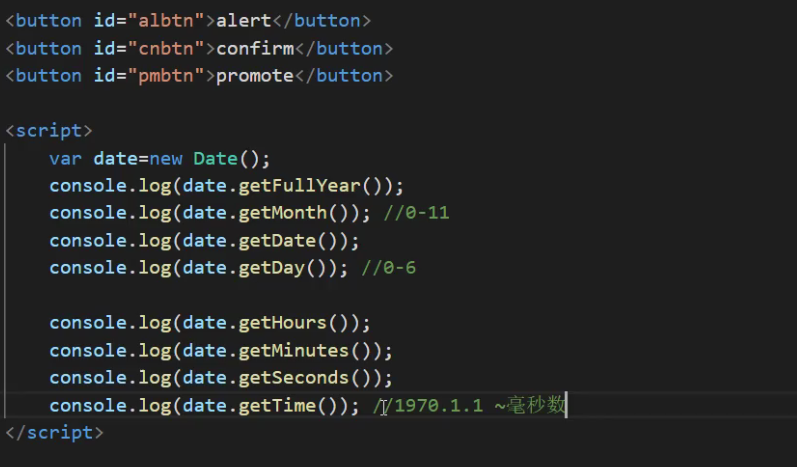 <button id="albtn">alert</button>
<button id="cnbtn">confirm</button>
<button id="pmbtn">promote</button>
<script>
var date=new Date();
console.log(date.getFullYear());
console.log(date.getMonth()); //0-11
console.log(date.getDate());
console.log(date.getDay()); //0-6
console.log(date.getHours());
console.log(date.getMinutes());
console.log(date.getSeconds());
console.log(date.getTime()); //1970.1.1 ~毫秒数
</script>